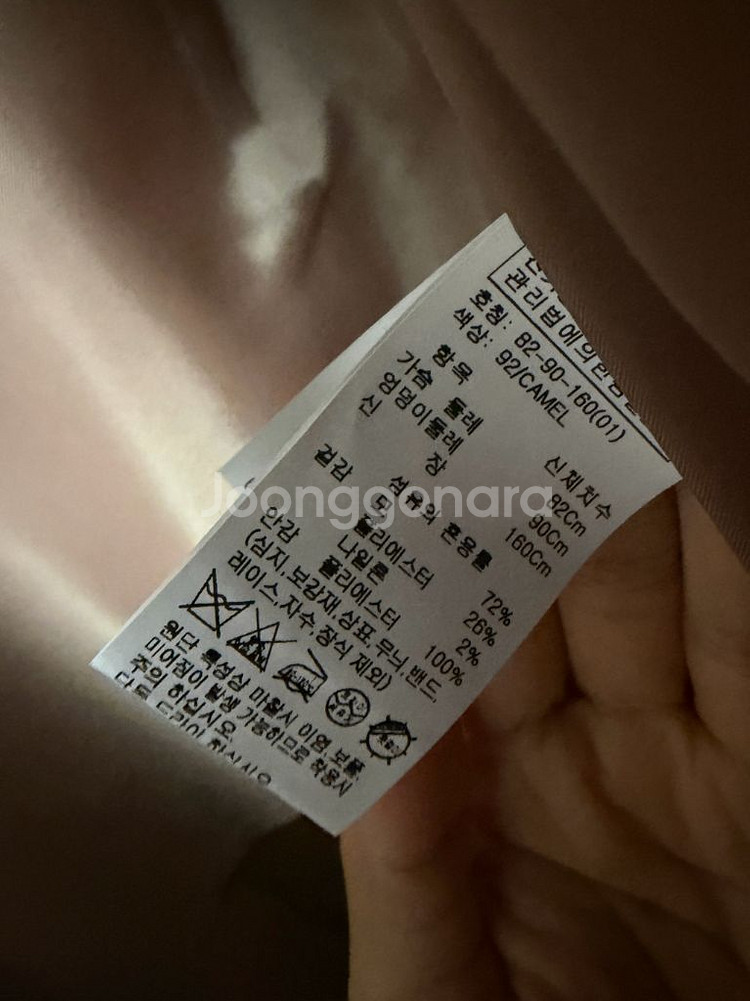 관리법에의한
호칭: 82-90-160(01)
색상: 92/CAMEL
항목 신체치수
가슴 둘레 82Cm
엉덩이둘레 90Cm
신 장 160Cm
섬유의 혼용률
겉감 모 72%
폴리에스터 26%
나일론 2%
안감 폴리에스터 100%
(심지,보강재,상표,무늬,밴드,
레이스,자수,장식 제외)
원단 특성상 마찰시 이염,보풀,
미어짐이 발생 가능하므로 착용시
주의 하십시오.
Joonggonara